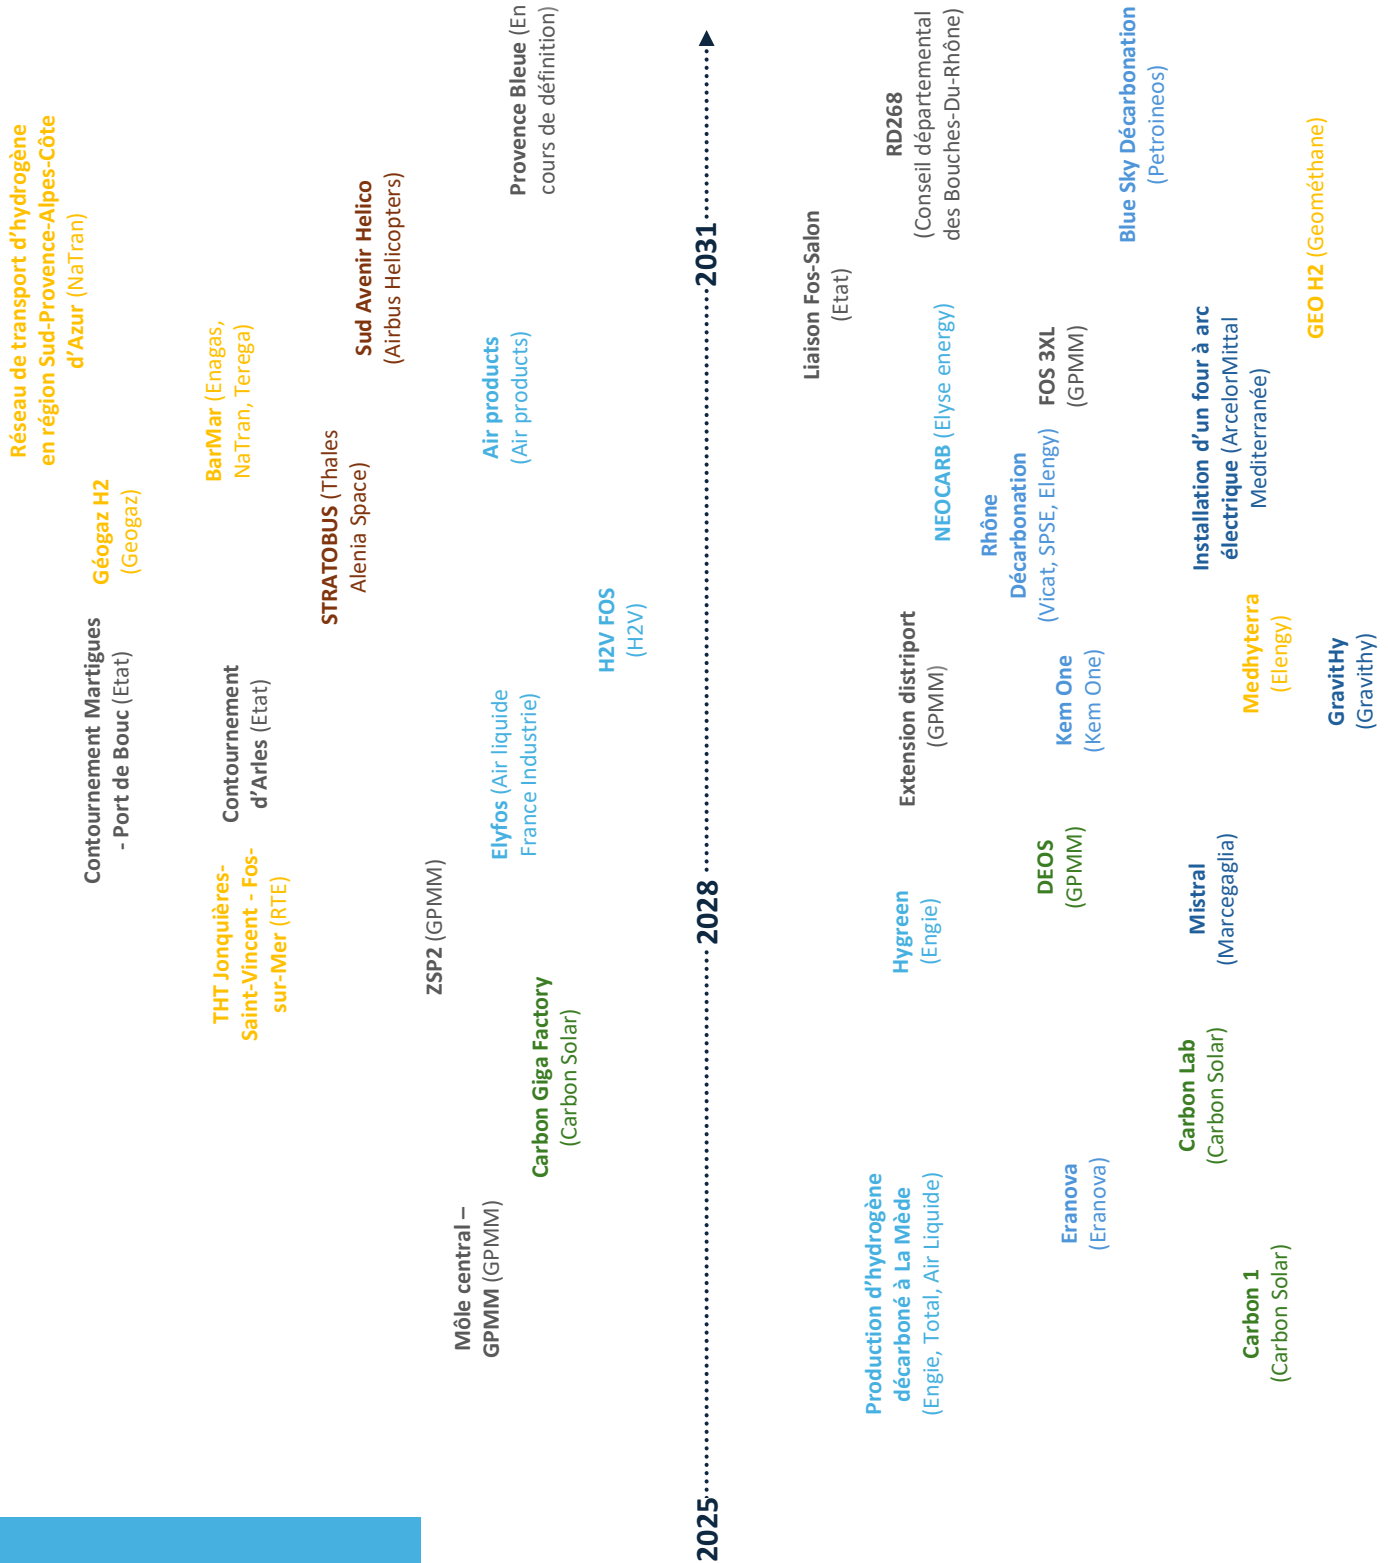 Réseau de transport d’hydrogène
en région Sud-Provence-Alpes-Côte
d’Azur (NaTran)
Géogaz H2
(Geogaz)
Contournement Martigues
- Port de Bouc (Etat)
BarMar (Enagas,
NaTran, Terega)
Contournement
d’Arles (Etat)
THT Jonquières-
Saint-Vincent - Fos-
sur-Mer (RTE)
Sud Avenir Helico
(Airbus Helicopters)
STRATOBUS (Thales
Alenia Space)
ZSP2 (GPMM)
Môle central –
GPMM (GPMM)
Provence Bleue (En
cours de définition)
Air products
(Air products)
Elyfos (Air liquide
France Industrie)
Carbon Giga Factory
(Carbon Solar)
H2V FOS
(H2V)
2025
2028
2031
Liaison Fos-Salon
(Etat)
RD268
(Conseil départemental
des Bouches-Du-Rhône)
NEOCARB (Elyse energy)
Extension distriport
(GPMM)
Hygreen
(Engie)
Production d’hydrogène
décarboné à La Mède
(Engie, Total, Air Liquide)
FOS 3XL
(GPMM)
Rhône
Décarbonation
(Vicat, SPSE, Elengy)
Kem One
(Kem One)
DEOS
(GPMM)
Eranova
(Eranova)
Blue Sky Décarbonation
(Petroineos)
Installation d’un four à arc
électrique (ArcelorMittal
Mediterranée)
Mistral
(Marcegaglia)
Carbon Lab
(Carbon Solar)
Medhyterra
(Elengy)
Carbon 1
(Carbon Solar)
GEO H2 (Geométhane)
GravitHy
(Gravithy)